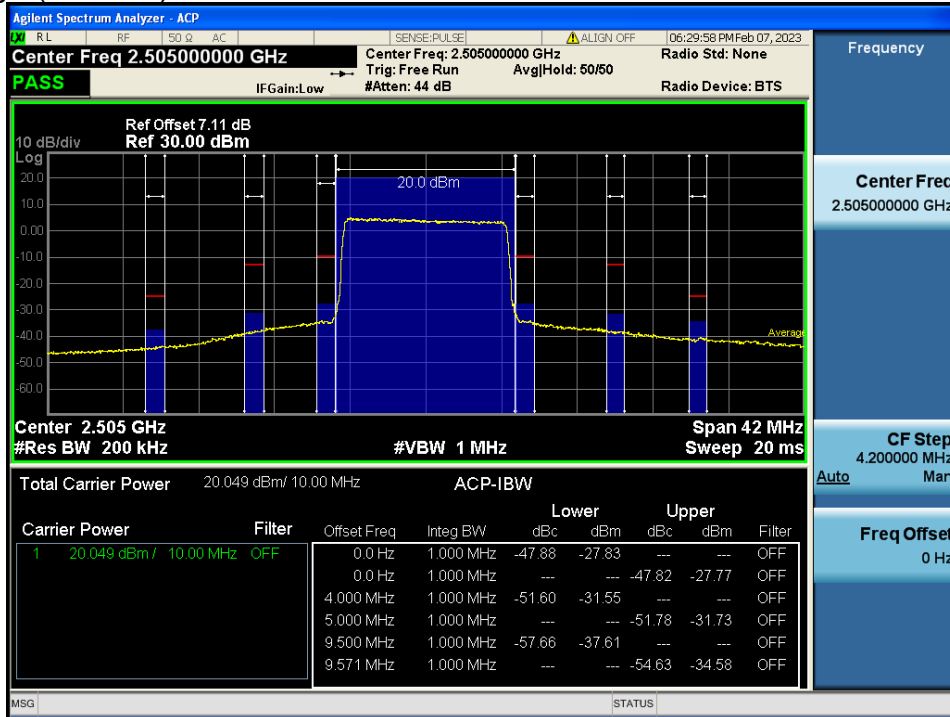 Agilent Spectrum Analyzer - ACP
LXI RL RF 50 Ω AC SENSE:PULSE ALIGN OFF 06:29:58 PM Feb 07, 2023
Center Freq 2.505000000 GHz Center Freq: 2.505000000 GHz Radio Std: None
Trig: Free Run Avg|Hold: 50/50
PASS IFGain:Low #Atten: 44 dB Radio Device: BTS
Frequency
Ref Offset 7.11 dB
10 dB/div Ref 30.00 dBm
Log
20.0
20.0 dBm
10.0
0.00
-10.0
-20.0
-30.0
-40.0
Average
-50.0
-60.0
Center 2.505 GHz Span 42 MHz
#Res BW 200 kHz #VBW 1 MHz Sweep 20 ms
Center Freq
2.505000000 GHz
CF Step
4.200000 MHz
Auto Man
Freq Offset
0 Hz
Total Carrier Power 20.049 dBm/ 10.00 MHz ACP-IBW
Lower Upper
Carrier Power Filter Offset Freq Integ BW dBc dBm dBc dBm Filter
1 20.049 dBm / 10.00 MHz OFF 0.0 Hz 1.000 MHz -47.88 -27.83 --- --- OFF
0.0 Hz 1.000 MHz --- --- -47.82 -27.77 OFF
4.000 MHz 1.000 MHz -51.60 -31.55 --- --- OFF
5.000 MHz 1.000 MHz --- --- -51.78 -31.73 OFF
9.500 MHz 1.000 MHz -57.66 -37.61 --- --- OFF
9.571 MHz 1.000 MHz --- --- -54.63 -34.58 OFF
MSG STATUS